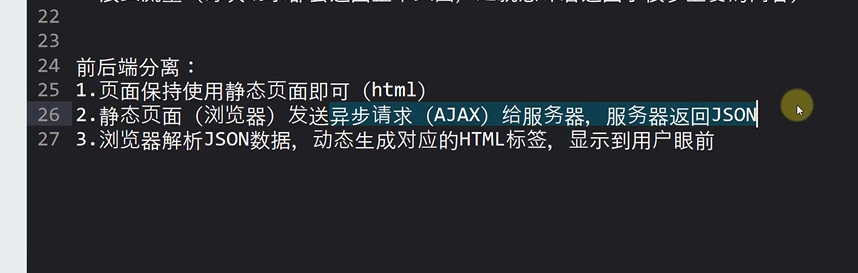 22
23
24 前后端分离：
25 1.页面保持使用静态页面即可（html）
26 2.静态页面（浏览器）发送异步请求（AJAX）给服务器，服务器返回JSON
27 3.浏览器解析JSON数据，动态生成对应的HTML标签，显示到用户眼前